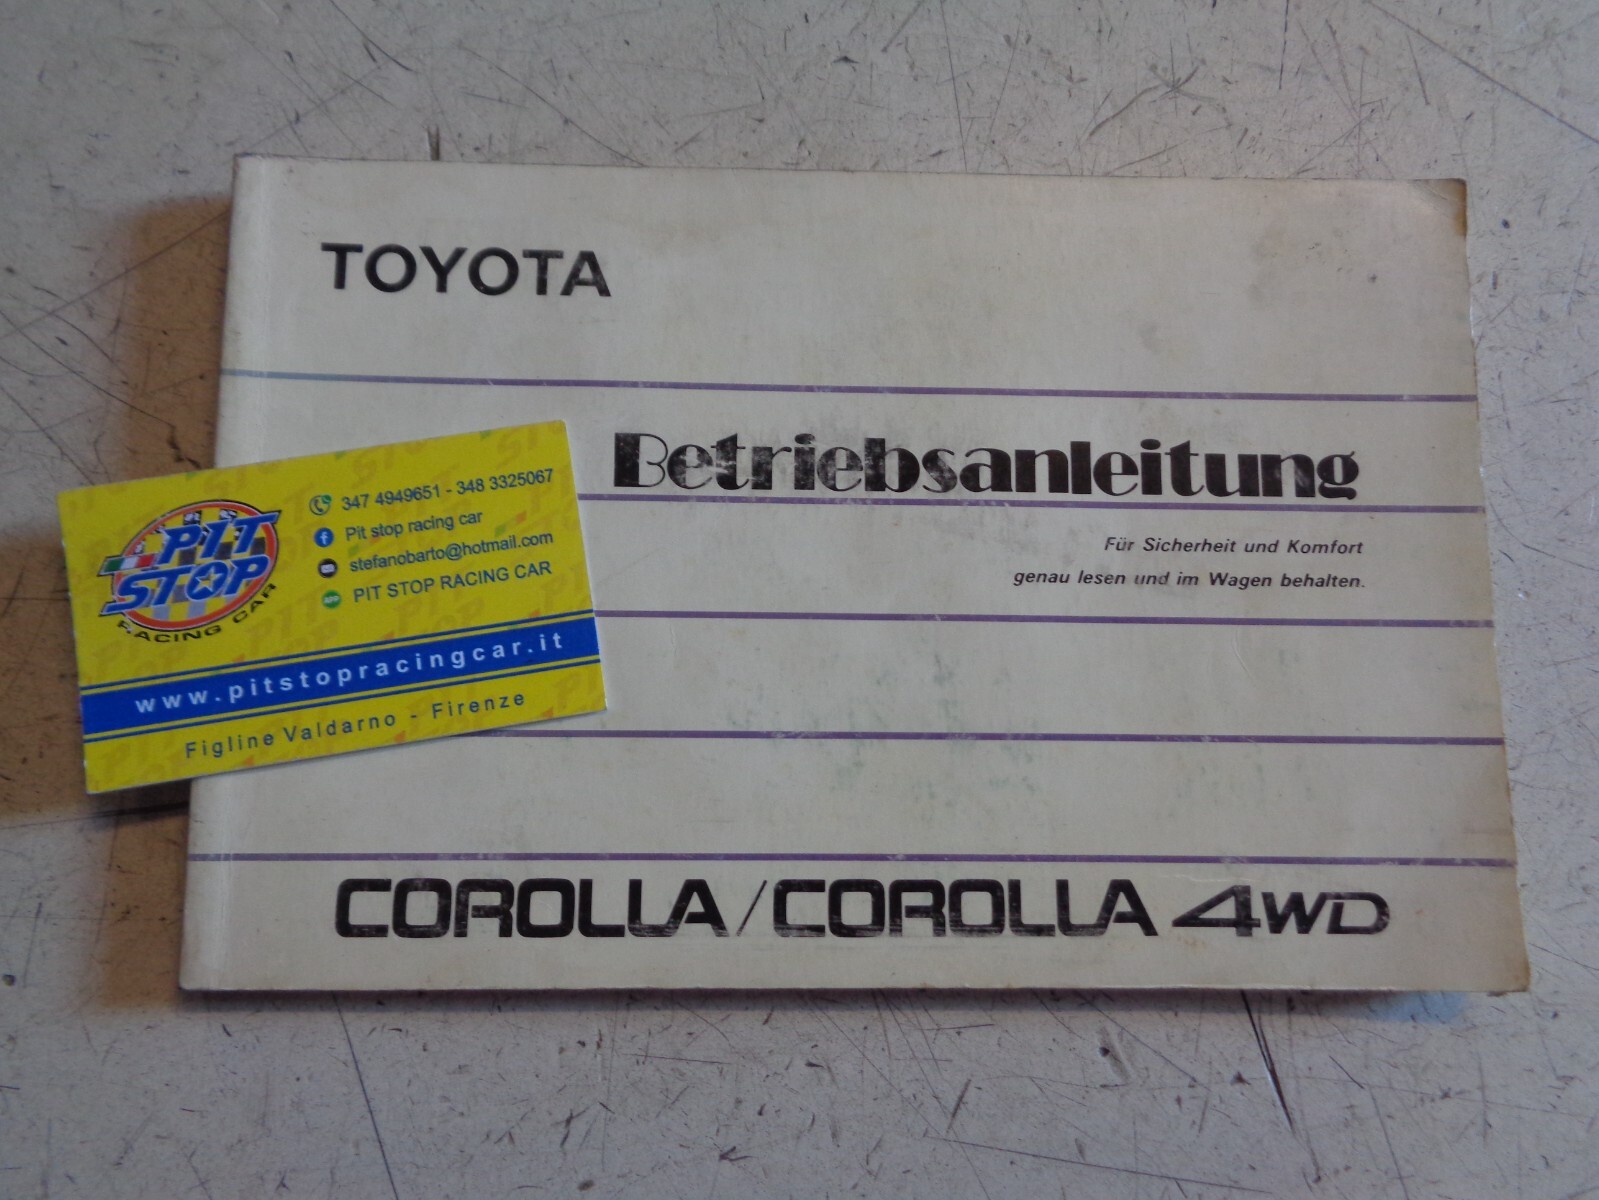 TOYOTA
Betriebsanleitung
Für Sicherheit und Komfort
genau lesen und im Wagen behalten.
COROLLA/COROLLA 4WD
PIT
STOP
RACING CAR
347 4949651 - 348 3325067
Pit stop racing car
stefanobarto@hotmail.com
PIT STOP RACING CAR
www.pitstopracingcar.it
Figline Valdarno - Firenze